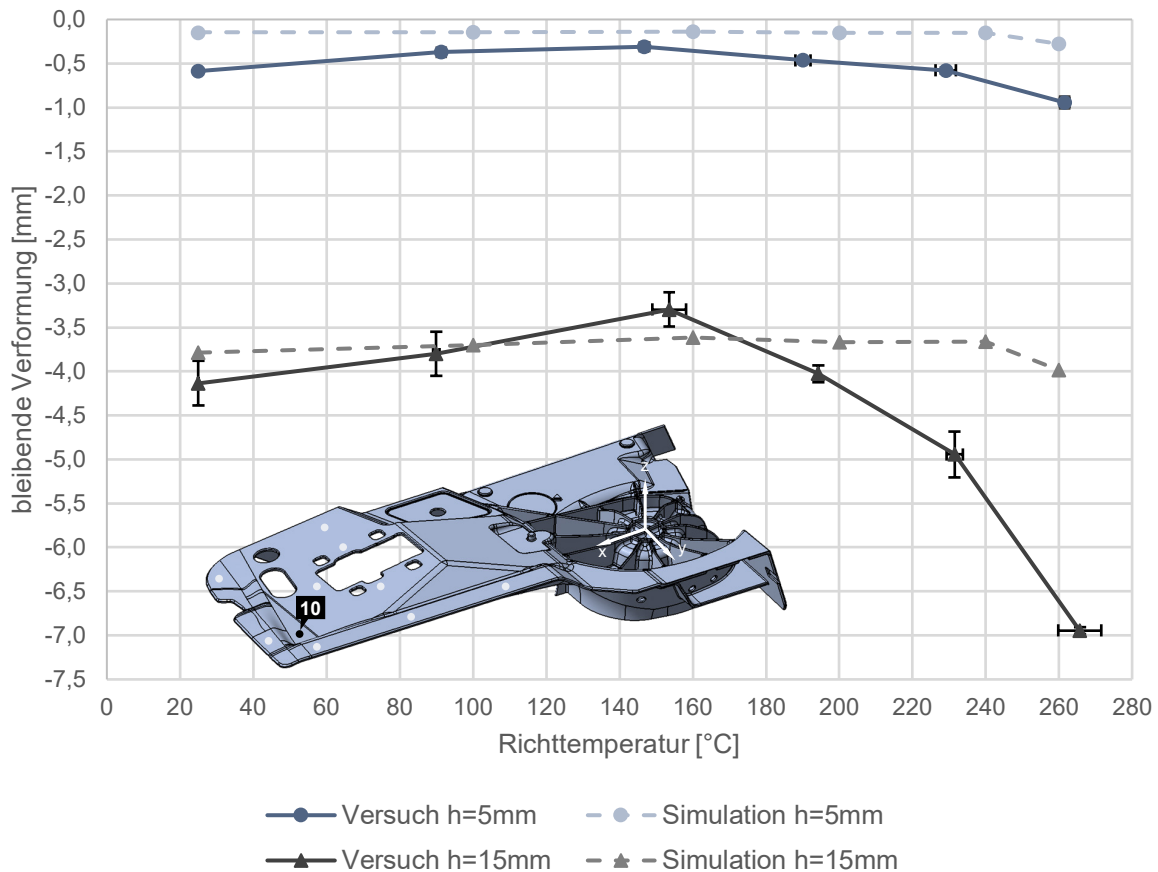 bleibende Verformung [mm]
0,0
-0,5
-1,0
-1,5
-2,0
-2,5
-3,0
-3,5
-4,0
-4,5
-5,0
-5,5
-6,0
-6,5
-7,0
-7,5
z
x
y
10
0 20 40 60 80 100 120 140 160 180 200 220 240 260 280
Richttemperatur [°C]
Versuch h=5mm Simulation h=5mm
Versuch h=15mm Simulation h=15mm